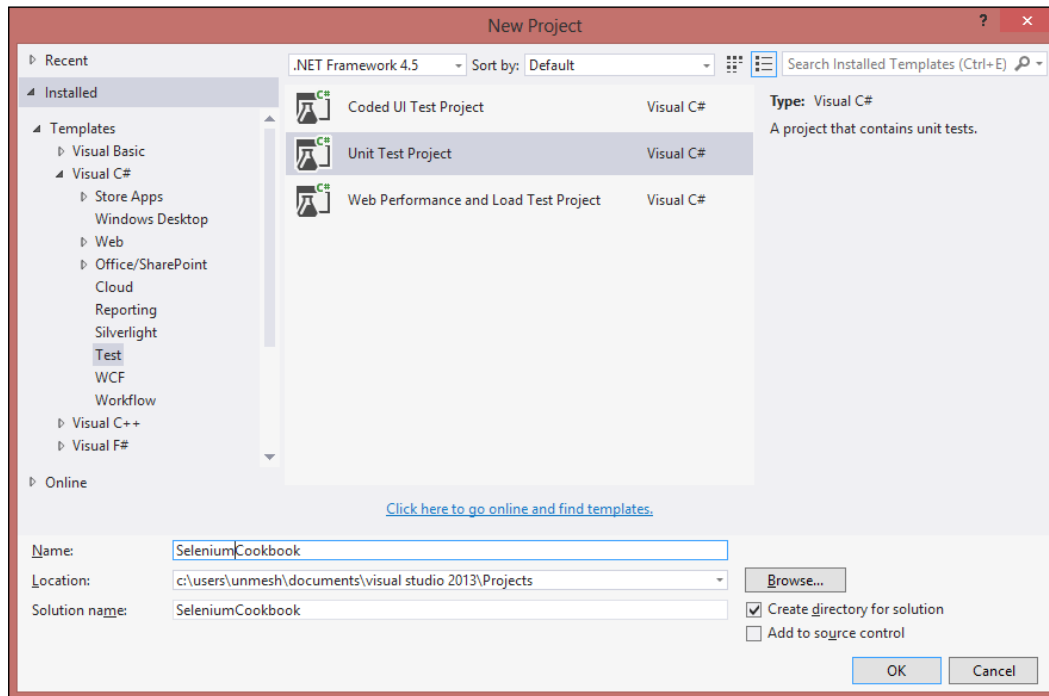 New Project
?
×
Recent
Installed
Templates
Visual Basic
Visual C#
Store Apps
Windows Desktop
Web
Office/SharePoint
Cloud
Reporting
Silverlight
Test
WCF
Workflow
Visual C++
Visual F#
Online
.NET Framework 4.5 Sort by: Default
Search Installed Templates (Ctrl+E)
C# Coded UI Test Project Visual C#
C# Unit Test Project Visual C#
C# Web Performance and Load Test Project Visual C#
Type: Visual C#
A project that contains unit tests.
Click here to go online and find templates.
Name: SeleniumCookbook
Location: c:\users\unmesh\documents\visual studio 2013\Projects Browse...
Solution name: SeleniumCookbook
Create directory for solution
Add to source control
OK Cancel